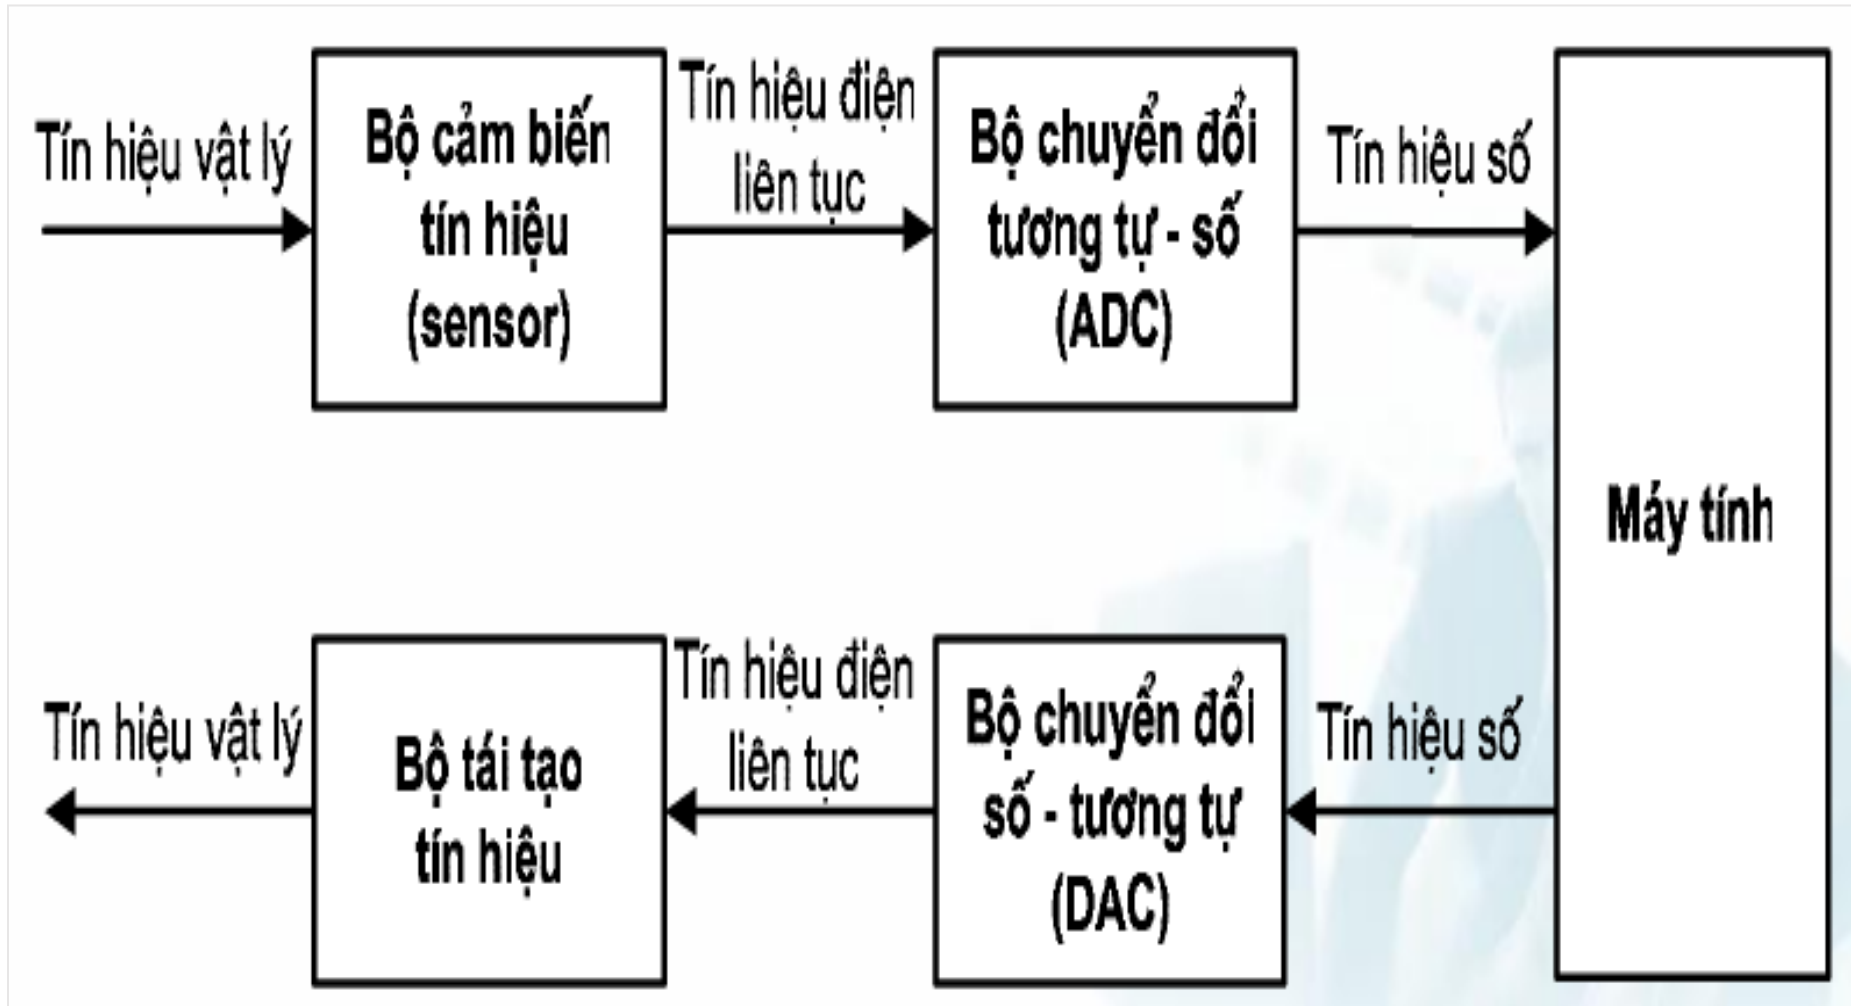 Tín hiệu vật lý
Bộ cảm biến
tín hiệu
(sensor)
Tín hiệu điện
liên tục
Bộ chuyển đổi
tương tự - số
(ADC)
Tín hiệu số
Máy tính
Tín hiệu vật lý
Bộ tái tạo
tín hiệu
Tín hiệu điện
liên tục
Bộ chuyển đổi
số - tương tự
(DAC)
Tín hiệu số